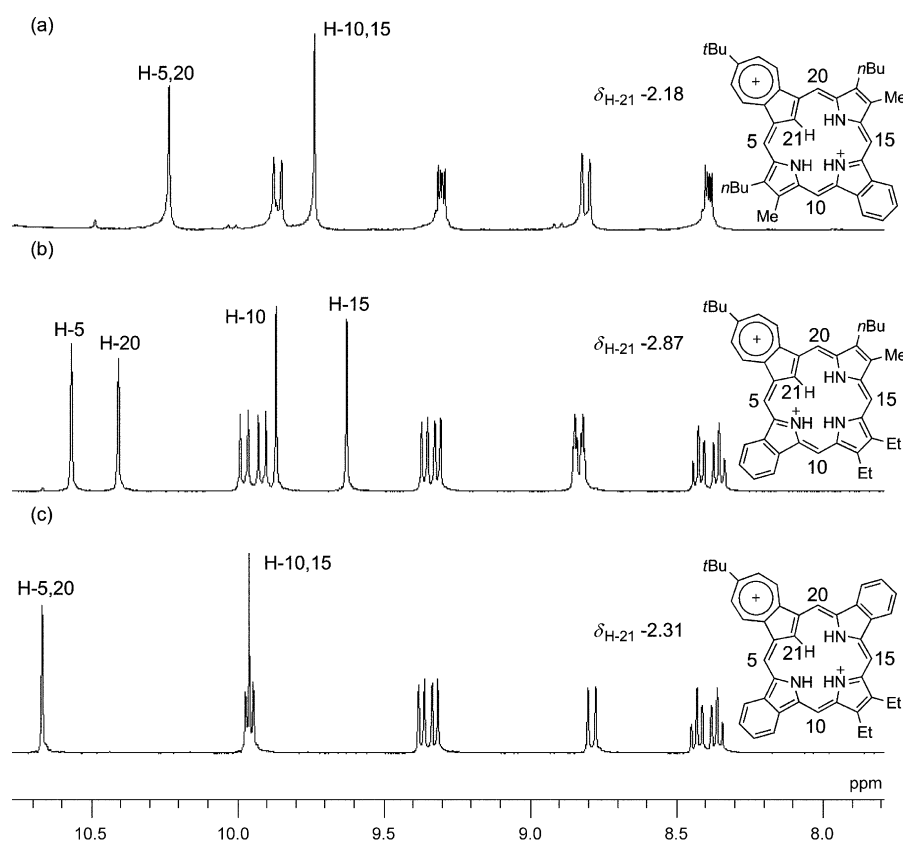 (a)
H-5,20
H-10,15
δH-21 -2.18
tBu
20
nBu
Me
+
21 H
HN
5
15
NH
+
HN
nBu
Me
10
(b)
H-5
H-20
H-10
H-15
δH-21 -2.87
tBu
20
nBu
Me
+
21 H
HN
5
15
+
NH
HN
Et
10
Et
(c)
H-5,20
H-10,15
δH-21 -2.31
tBu
20
+
21 H
HN
5
15
NH
+
HN
Et
10
Et
ppm
10.5 10.0 9.5 9.0 8.5 8.0